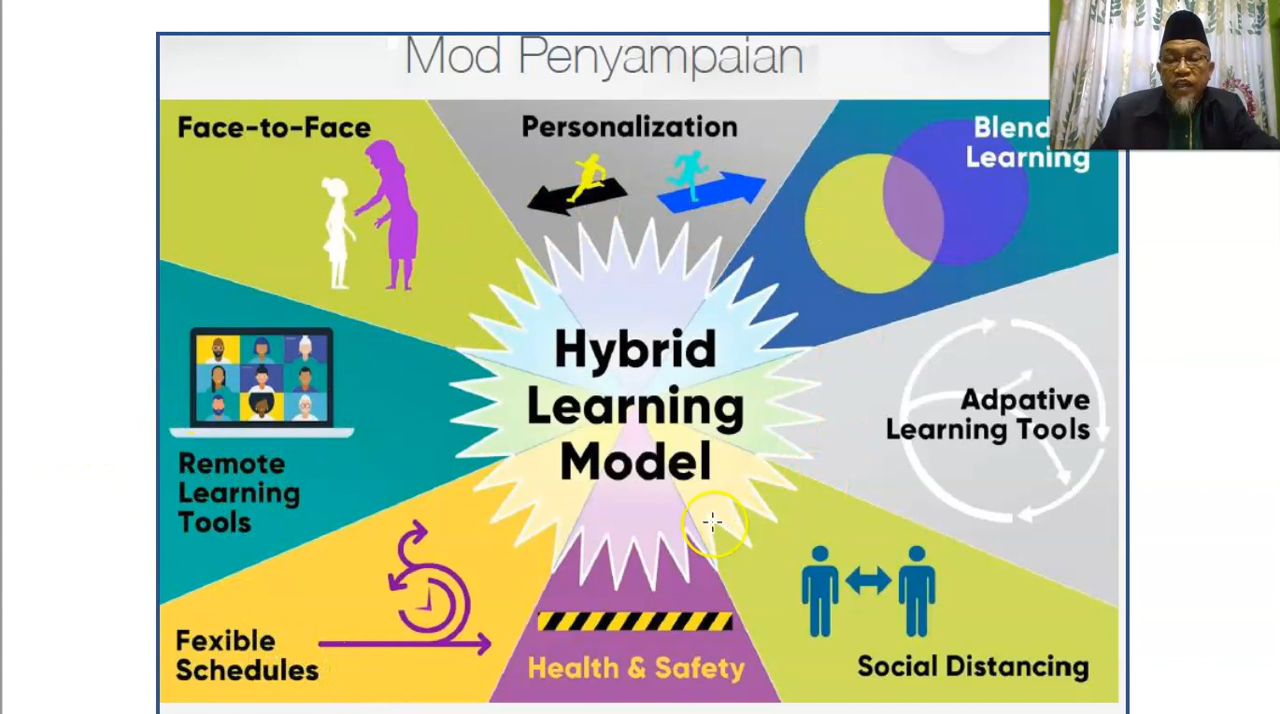 Mod Penyampaian
Face-to-Face
Personalization
Blend
Learning
Hybrid
Learning
Model
Adpative
Learning Tools
Remote
Learning
Tools
Fexible
Schedules
Health & Safety
Social Distancing